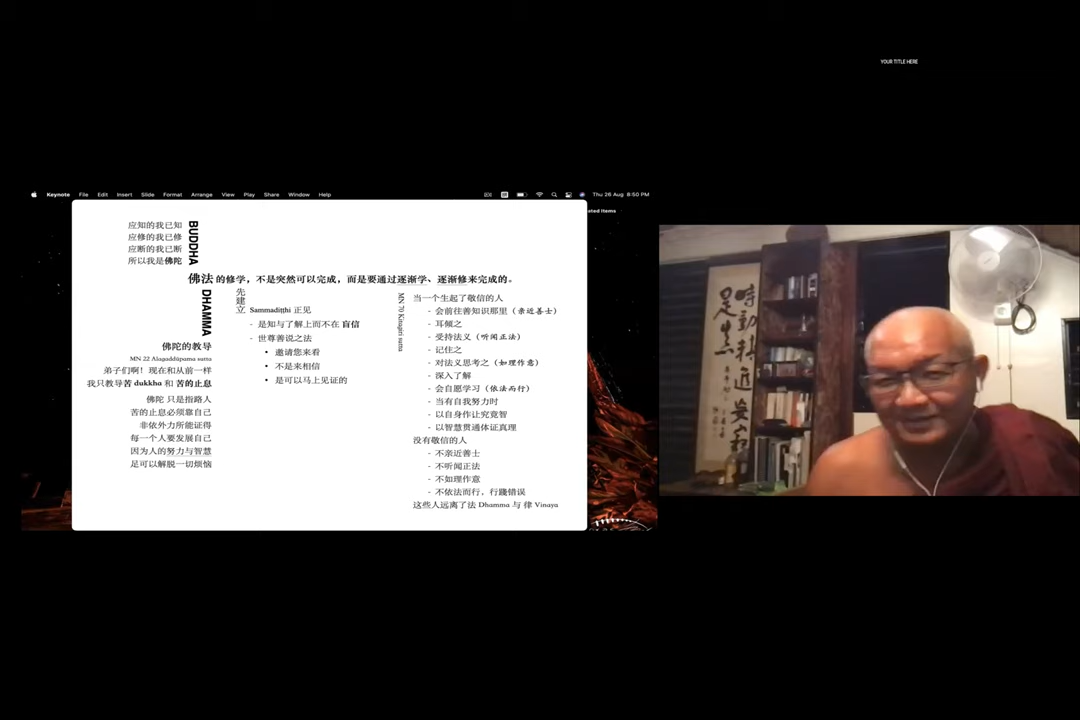 YOUR TITLE HERE
Keynote File Edit Insert Slide Format Arrange View Play Share Window Help
Thu 26 Aug 8:50 PM
ated Items
应知的我已知
应修的我已修
应断的我已断
所以我是佛陀
BUDDHA
佛法的修学，不是突然可以完成，而是要通过逐渐学、逐渐修来完成的。
DHAMMA
佛陀的教导
MN 22 Alagaddūpama sutta
弟子们啊！现在和从前一样
我只教导苦 dukkha 和 苦的止息
佛陀 只是指路人
苦的止息必须靠自己
非依外力所能证得
每一个人要发展自己
因为人的努力与智慧
足可以解脱一切烦恼
先建立
Sammadiṭṭhi 正见
- 是知与了解上而不在 盲信
- 世尊善说之法
• 邀请您来看
• 不是来相信
• 是可以马上见证的
MN 70 Kītagiri sutta
当一个生起了敬信的人
- 会前往善知识那里（亲近善士）
- 耳倾之
- 受持法义（听闻正法）
- 记住之
- 对法义思考之（如理作意）
- 深入了解
- 会自愿学习（依法而行）
- 当有自我努力时
- 以自身作让究竟智
- 以智慧贯通体证真理
没有敬信的人
- 不亲近善士
- 不听闻正法
- 不如理作意
- 不依法而行，行踐错误
这些人远离了法 Dhamma 与 律 Vinaya
時動耕道安寂
是焦